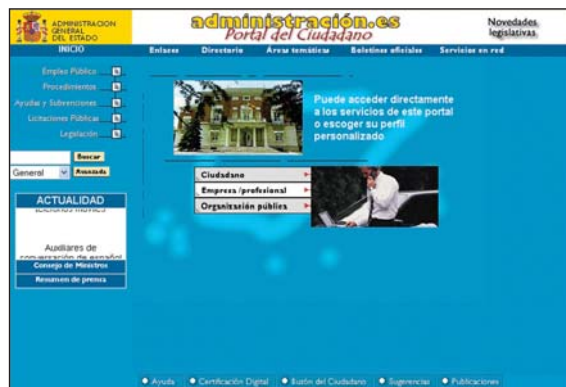 ADMINISTRACION
GENERAL
DEL ESTADO
administración.es
Portal del Ciudadano
Novedades
legislativas
INICIO
Enlaces Directorio Áreas temáticas Boletines oficiales Servicios en red
Empleo Público
Procedimientos
Ayudas y Subvenciones
Licitaciones Públicas
Legislación
Buscar
General Avanzada
Puede acceder directamente
a los servicios de este portal
o escoger su perfil
personalizado
Ciudadano
Empresa/profesional
Organización pública
ACTUALIDAD
Auxiliares de
conversación de español
Consejo de Ministros
Resumen de prensa
Ayuda Certificación Digital Buzón del Ciudadano Sugerencias Publicaciones